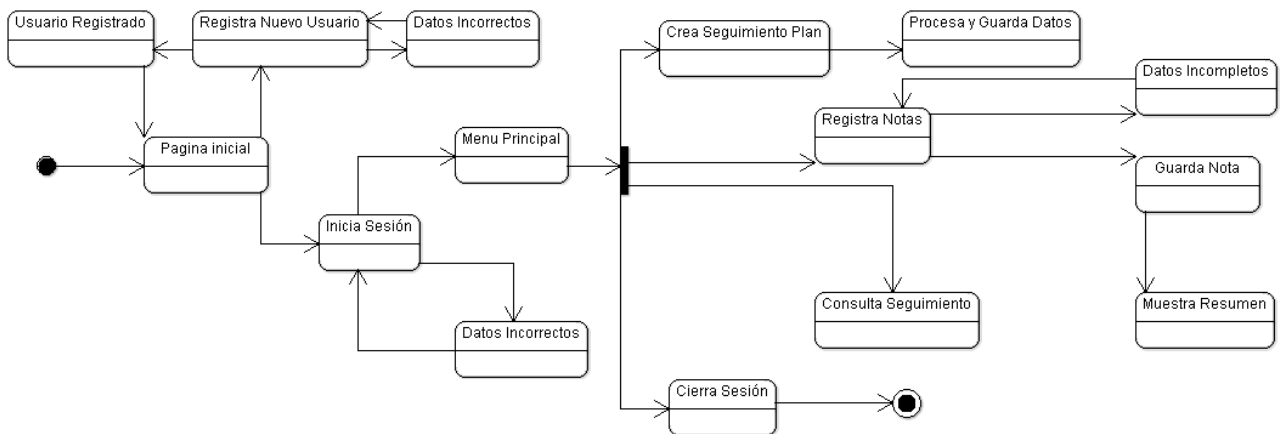 Usuario Registrado
Registra Nuevo Usuario
Datos Incorrectos
Crea Seguimiento Plan
Procesa y Guarda Datos
Datos Incompletos
Registra Notas
Pagina inicial
Menu Principal
Guarda Nota
Inicia Sesión
Consulta Seguimiento
Muestra Resumen
Datos Incorrectos
Cierra Sesión